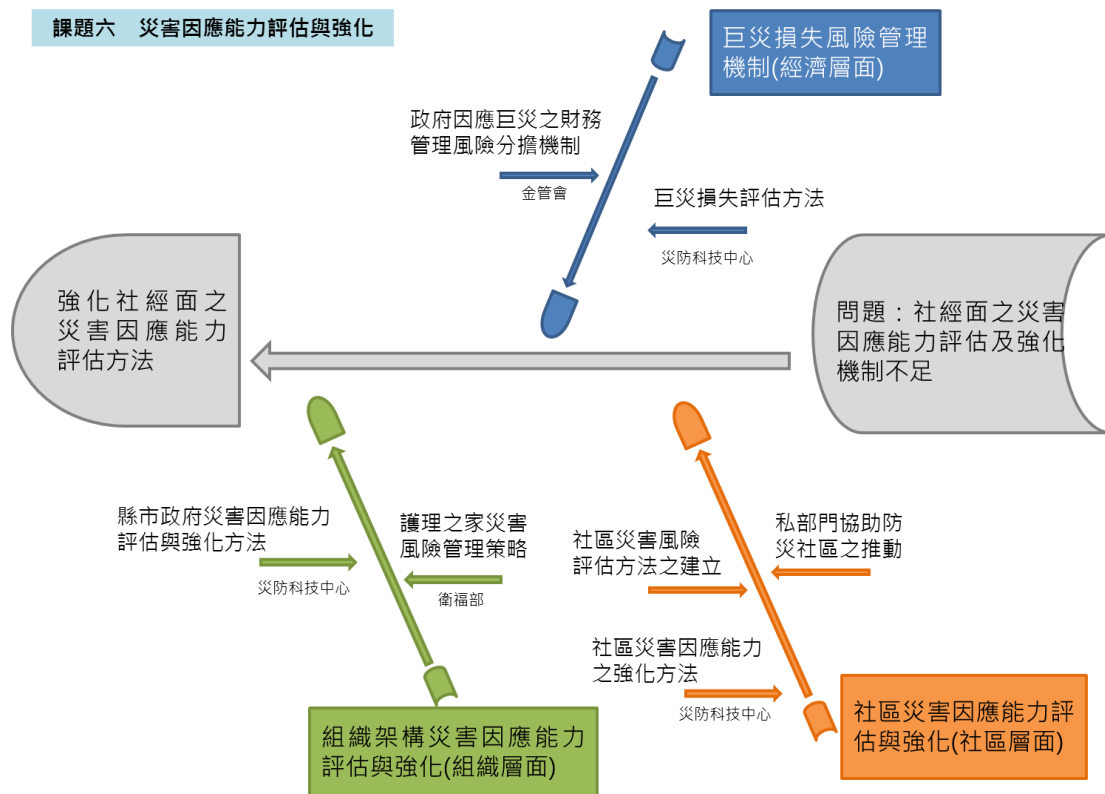 課題六 災害因應能力評估與強化
巨災損失風險管理
機制(經濟層面)
政府因應巨災之財務
管理風險分擔機制
金管會
巨災損失評估方法
災防科技中心
強化社經面之
災害因應能力
評估方法
問題：社經面之災害
因應能力評估及強化
機制不足
縣市政府災害因應能力
評估與強化方法
災防科技中心
護理之家災害
風險管理策略
衛福部
社區災害風險
評估方法之建立
私部門協助防
災社區之推動
社區災害因應能力
之強化方法
災防科技中心
組織架構災害因應能力
評估與強化(組織層面)
社區災害因應能力評
估與強化(社區層面)